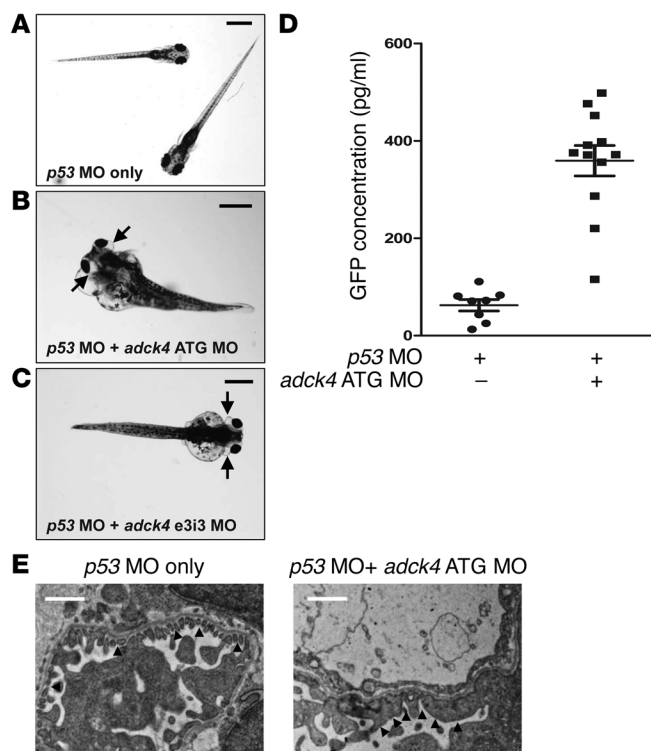 A
p53 MO only
B
p53 MO + adck4 ATG MO
C
p53 MO + adck4 e3i3 MO
D
GFP concentration (pg/ml)
600
400
200
0
p53 MO + +
adck4 ATG MO – +
E
p53 MO only
p53 MO+ adck4 ATG MO